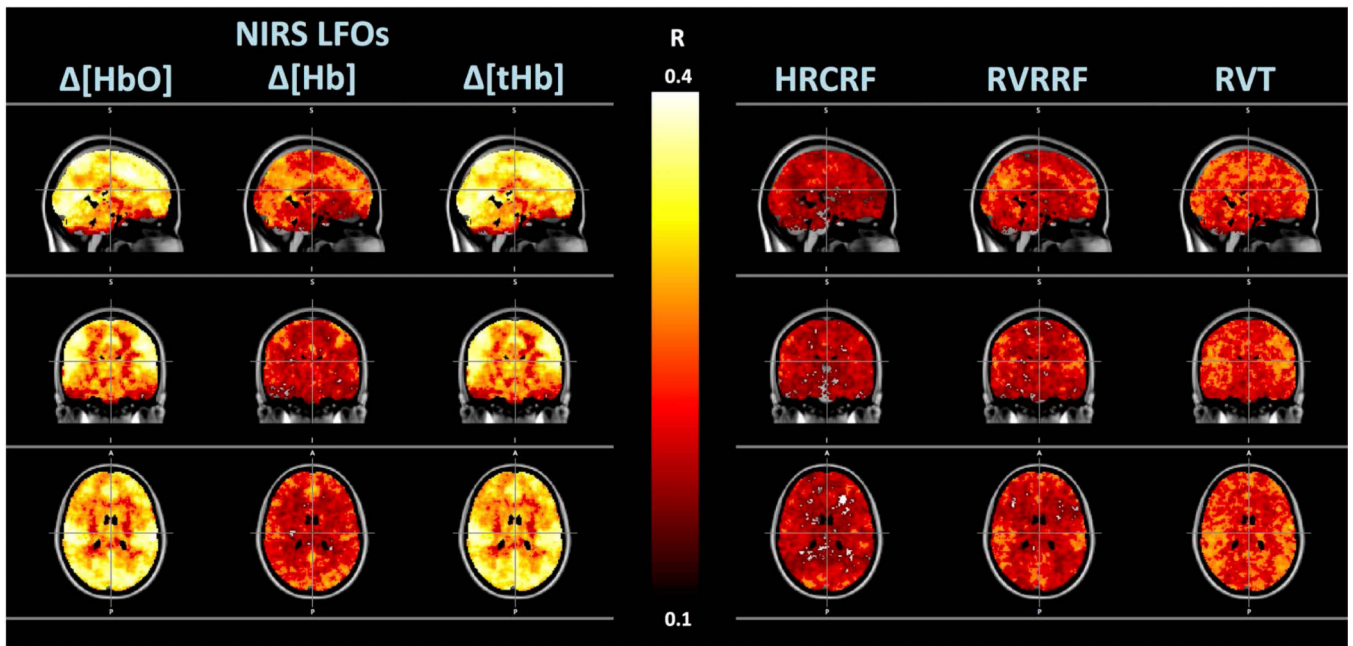 NIRS LFOs
R
Δ[HbO] Δ[Hb] Δ[tHb] 0.4 HRCRF RVRRF RVT
S S S S S S
I I I I I I
S S S S S S
I I I I I I
A A A A A A
P P P P P P
0.1